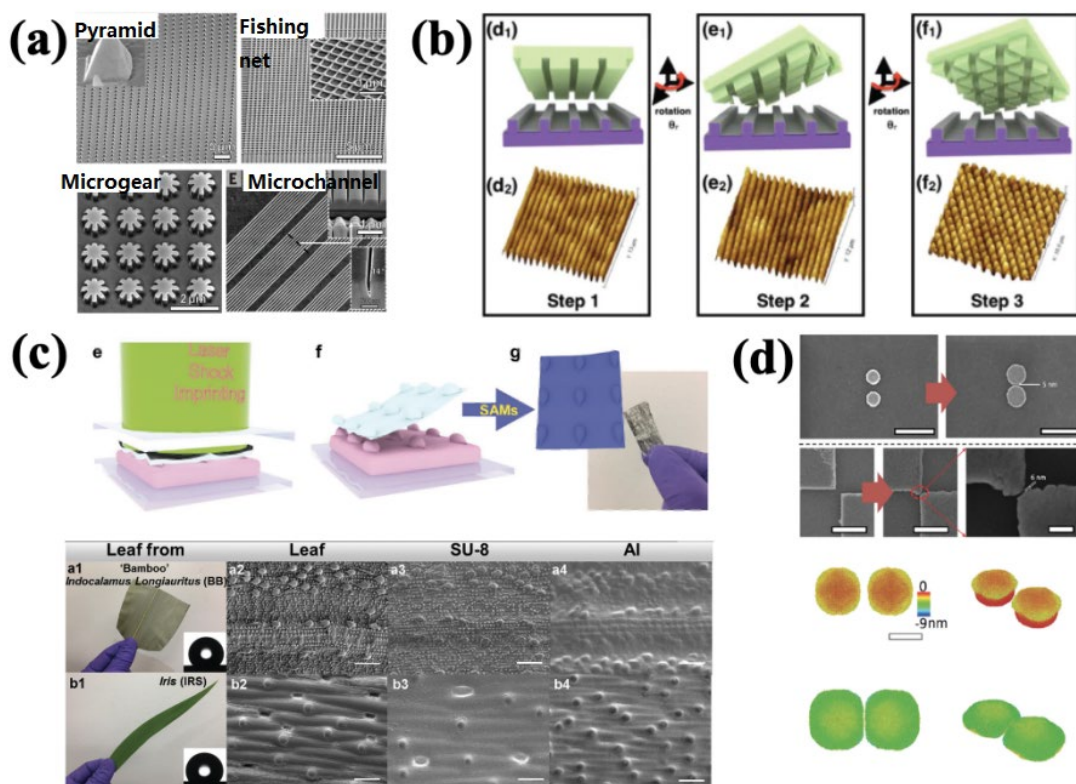 (a)
Pyramid
Fishing
net
Microgear
2 μm
E
Microchannel
(b)
(d₁)
(e₁)
(f₁)
rotation
θr
rotation
θr
(d₂)
(e₂)
(f₂)
Step 1
Step 2
Step 3
(c)
e
f
g
Laser
Shock
Imprinting
SAMs
Leaf from
Leaf
SU-8
Al
a1
'Bamboo'
Indocalamus Longiauritus (BB)
a2
a3
a4
b1
Iris (IRS)
b2
b3
b4
(d)
5 nm
6 nm
0
-9nm